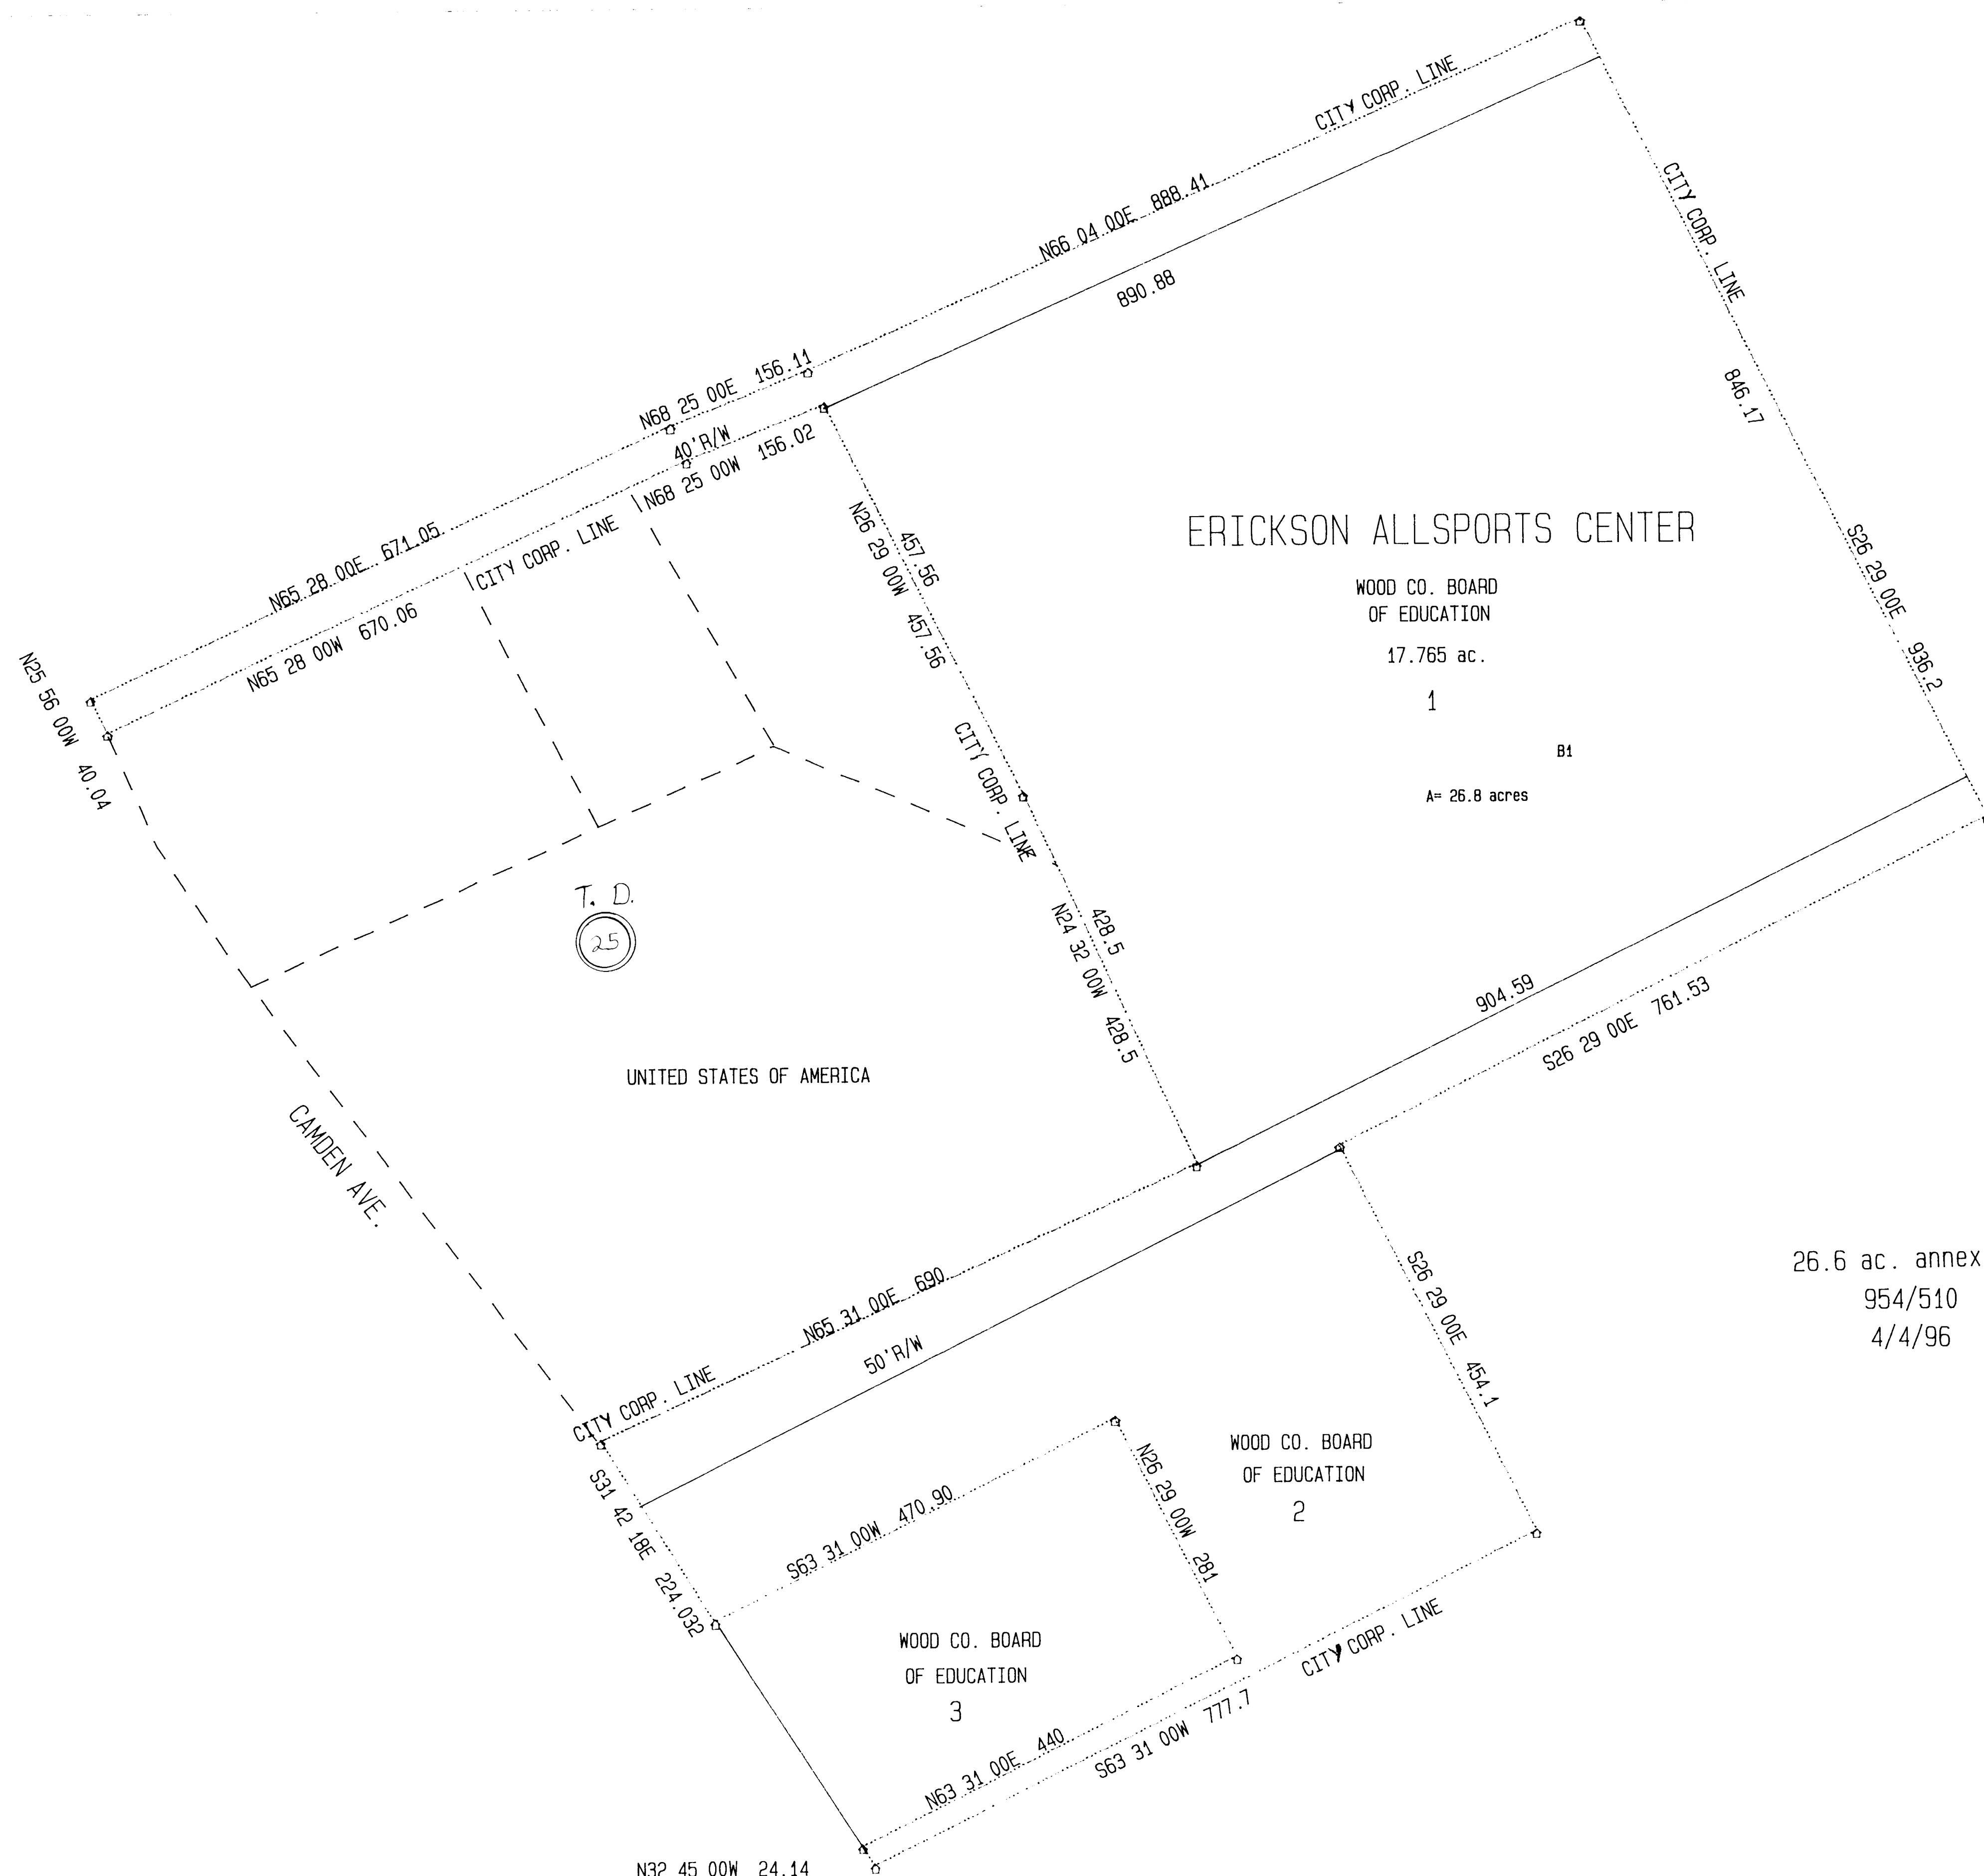 CITY CORP. LINE
N66 04 00E 888.41
890.88
CITY CORP. LINE
846.17
S26 29 00E 936.2
N68 25 00E 156.11
40'R/W
N68 25 00W 156.02
N65 28 00E 671.05
CITY CORP. LINE
N65 28 00W 670.06
N25 56 00W 40.04
457.56
N26 29 00W 457.56
CITY CORP. LINE
ERICKSON ALLSPORTS CENTER
WOOD CO. BOARD
OF EDUCATION
17.765 ac.
1
B1
A= 26.8 acres
T. D.
25
428.5
N24 32 00W 428.5
904.59
S26 29 00E 761.53
UNITED STATES OF AMERICA
CAMDEN AVE.
N65 31 00E 690
CITY CORP. LINE
50'R/W
S26 29 00E 454.1
26.6 ac. annex
954/510
4/4/96
WOOD CO. BOARD
OF EDUCATION
2
N26 29 00W 281
S63 31 00W 470.90
S31 42 18E 224.032
WOOD CO. BOARD
OF EDUCATION
3
CITY CORP. LINE
N63 31 00E 440
S63 31 00W 777.7
N32 45 00W 24.14